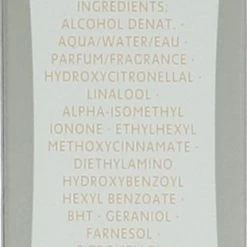 INGREDIENTS:
ALCOHOL DENAT. ·
AQUA/WATER/EAU ·
PARFUM/FRAGRANCE ·
HYDROXYCITRONELLAL ·
LINALOOL ·
ALPHA-ISOMETHYL
IONONE · ETHYLHEXYL
METHOXYCINNAMATE ·
DIETHYLAMINO
HYDROXYBENZOYL
HEXYL BENZOATE ·
BHT · GERANIOL ·
FARNESOL ·